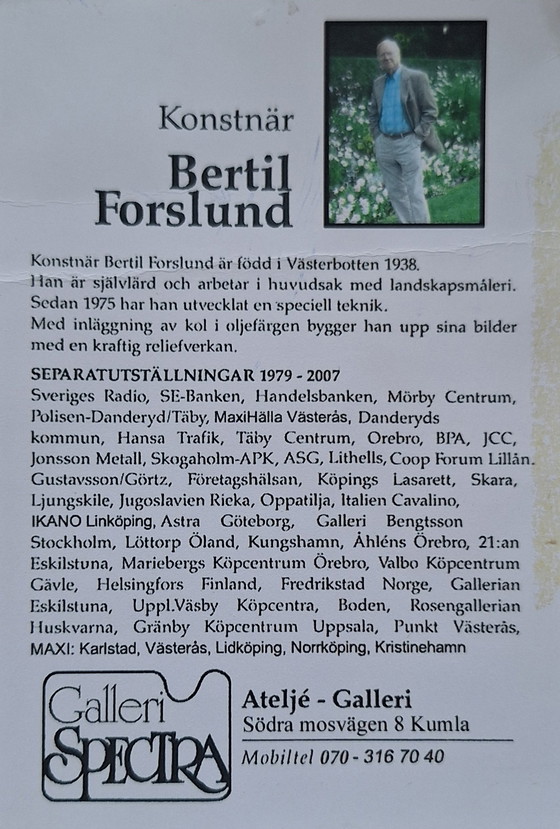 Konstnär
Bertil
Forslund
Konstnär Bertil Forslund är född i Västerbotten 1938.
Han är självlärd och arbetar i huvudsak med landskapsmåleri.
Sedan 1975 har han utvecklat en speciell teknik.
Med inläggning av kol i oljefärgen bygger han upp sina bilder
med en kraftig reliefverkan.
SEPARATUTSTÄLLNINGAR 1979 - 2007
Sveriges Radio, SE-Banken, Handelsbanken, Mörby Centrum,
Polisen-Danderyd/Täby, MaxiHälla Västerås, Danderyds
kommun, Hansa Trafik, Täby Centrum, Örebro, BPA, JCC,
Jonsson Metall, Skogaholm-APK, ASG, Lithells, Coop Forum Lillån.
Gustavsson/Görtz, Företagshälsan, Köpings Lasarett, Skara,
Ljungskile, Jugoslavien Rieka, Oppatilja, Italien Cavalino,
IKANO Linköping, Astra Göteborg, Galleri Bengtsson
Stockholm, Löttorp Öland, Kungshamn, Åhléns Örebro, 21:an
Eskilstuna, Mariebergs Köpcentrum Örebro, Valbo Köpcentrum
Gävle, Helsingfors Finland, Fredrikstad Norge, Gallerian
Eskilstuna, Uppl.Väsby Köpcentra, Boden, Rosengallerian
Huskvarna, Gränby Köpcentrum Uppsala, Punkt Västerås,
MAXI: Karlstad, Västerås, Lidköping, Norrköping, Kristinehamn
Galleri
SPECTRA
Ateljé - Galleri
Södra mosvägen 8 Kumla
Mobiltel 070 - 316 70 40